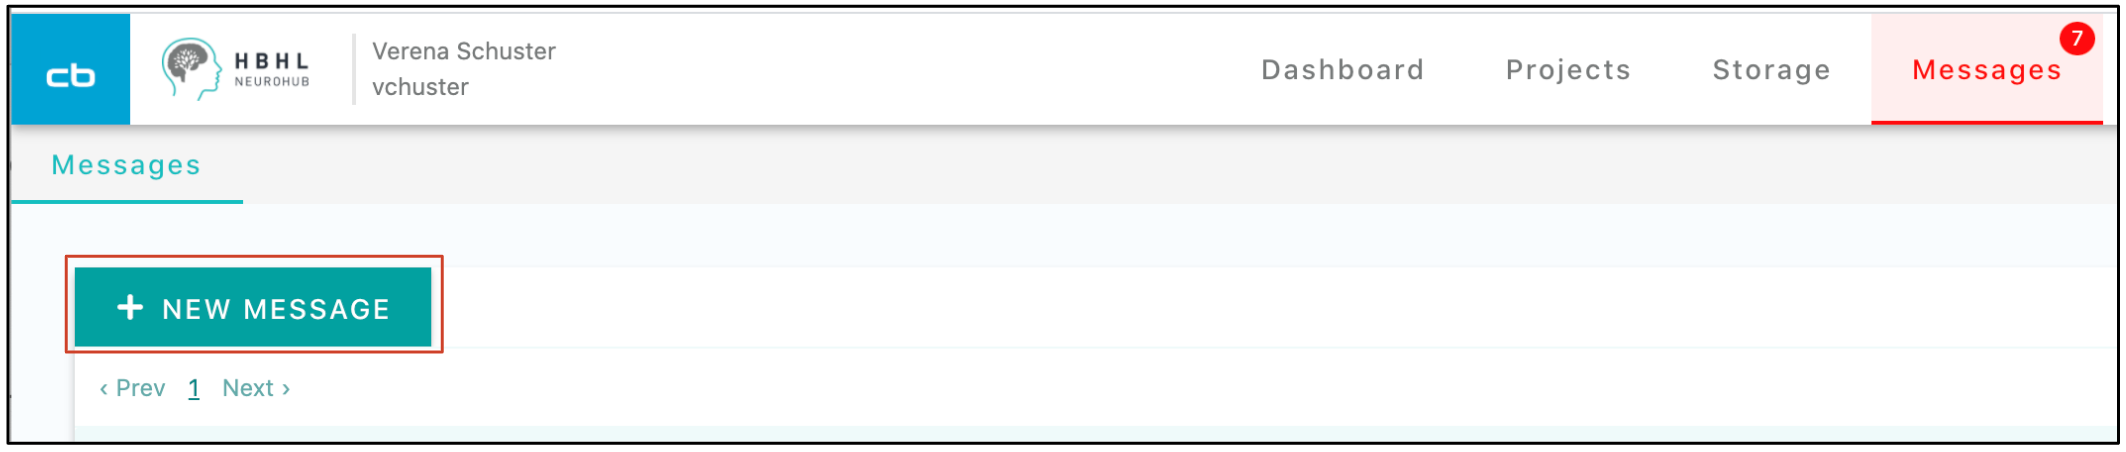 cb
HBHL
NEUROHUB
Verena Schuster
vchuster
Dashboard Projects Storage Messages 7
Messages
+ NEW MESSAGE
‹ Prev 1 Next ›